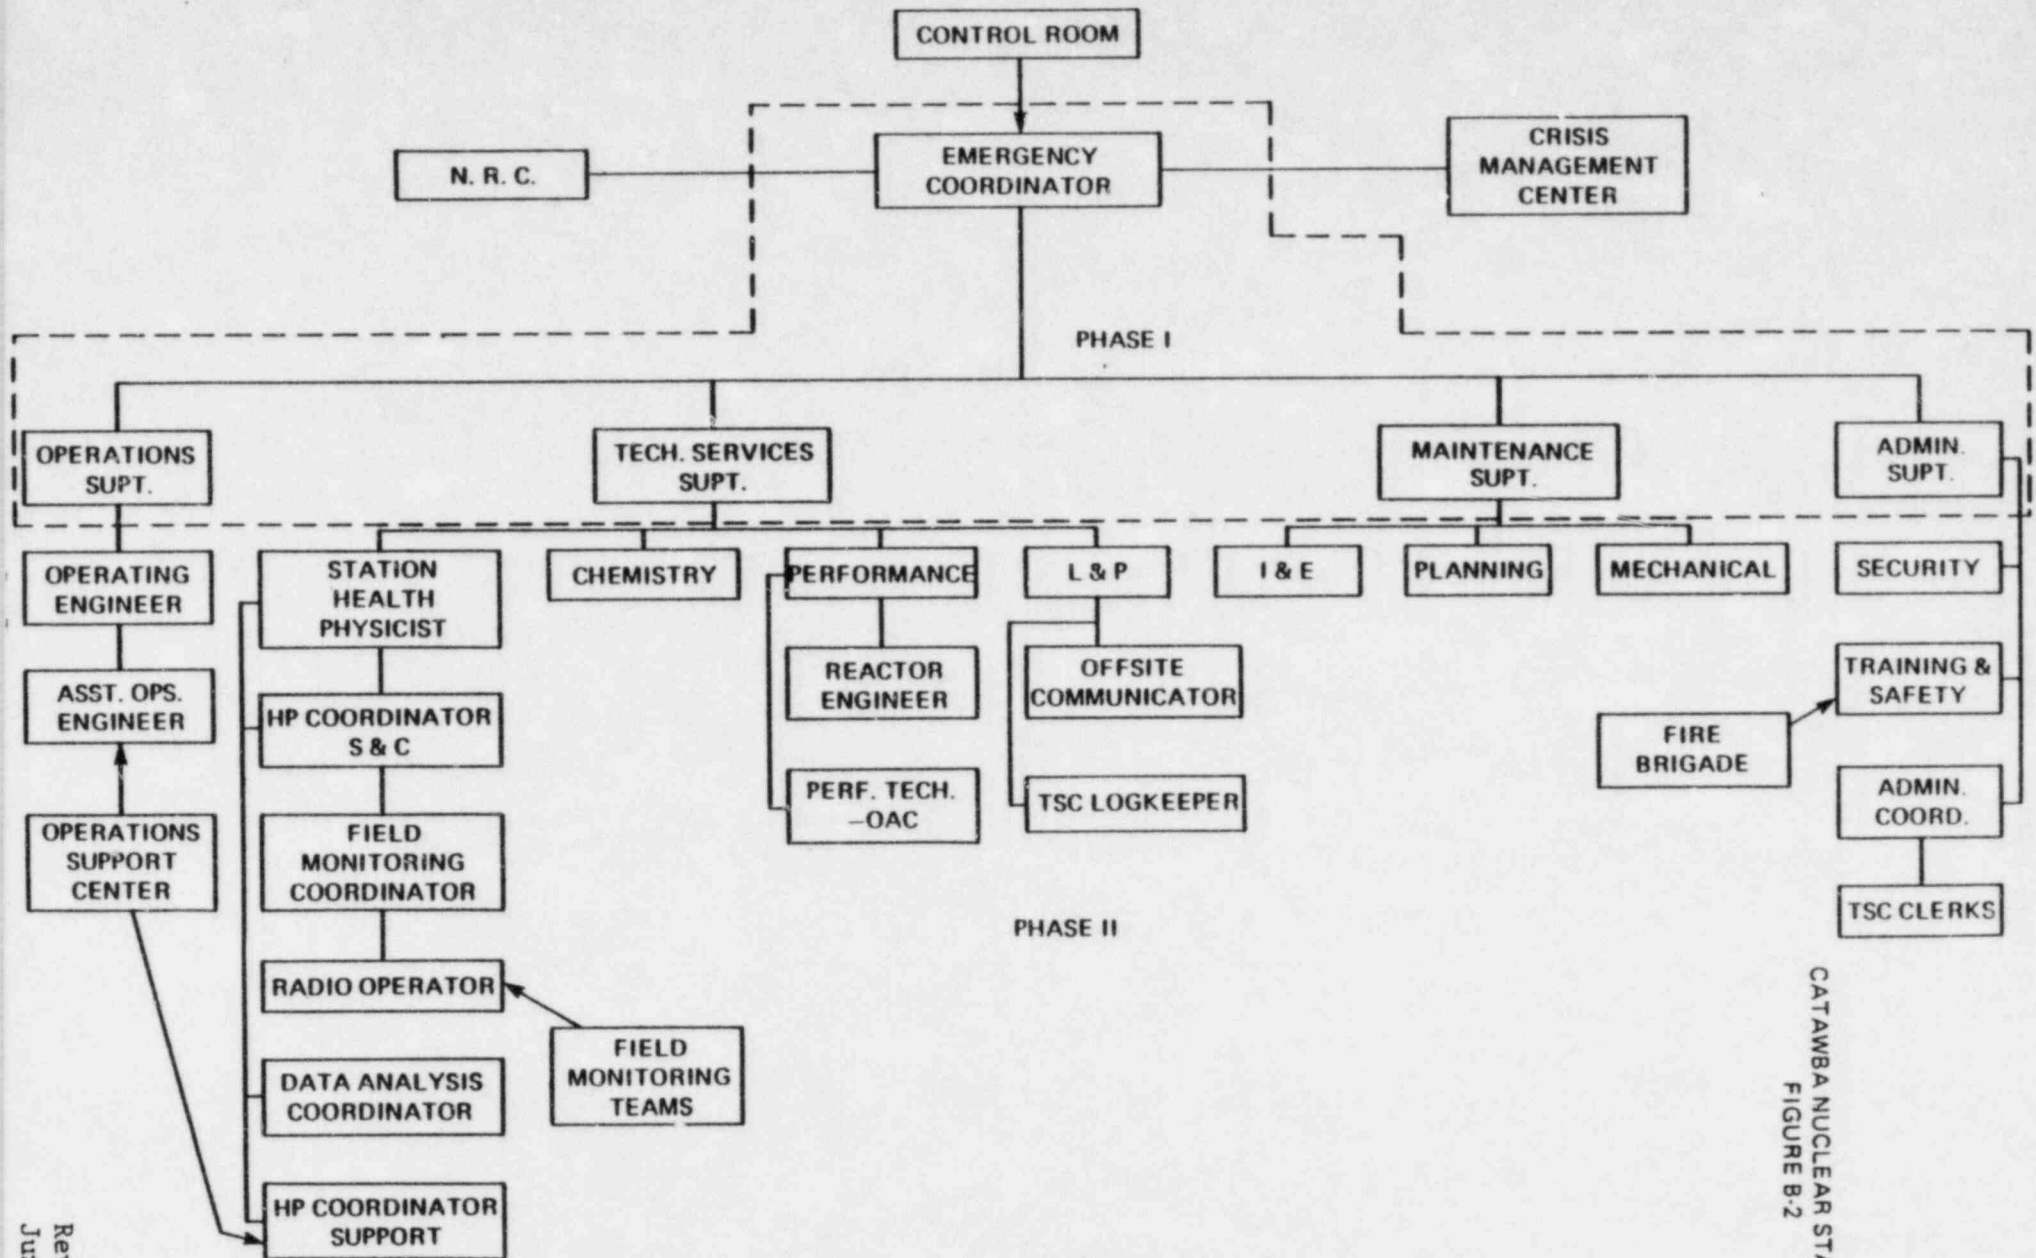 CONTROL ROOM
N. R. C.
EMERGENCY
COORDINATOR
CRISIS
MANAGEMENT
CENTER
PHASE I
OPERATIONS
SUPT.
TECH. SERVICES
SUPT.
MAINTENANCE
SUPT.
ADMIN.
SUPT.
OPERATING
ENGINEER
STATION
HEALTH
PHYSICIST
CHEMISTRY
PERFORMANCE
L & P
I & E
PLANNING
MECHANICAL
SECURITY
ASST. OPS.
ENGINEER
HP COORDINATOR
S & C
REACTOR
ENGINEER
OFFSITE
COMMUNICATOR
TRAINING &
SAFETY
FIRE
BRIGADE
OPERATIONS
SUPPORT
CENTER
FIELD
MONITORING
COORDINATOR
PERF. TECH.
–OAC
TSC LOGKEEPER
ADMIN.
COORD.
TSC CLERKS
PHASE II
RADIO OPERATOR
FIELD
MONITORING
TEAMS
DATA ANALYSIS
COORDINATOR
HP COORDINATOR
SUPPORT
CATAWBA NUCLEAR
FIGURE B-2